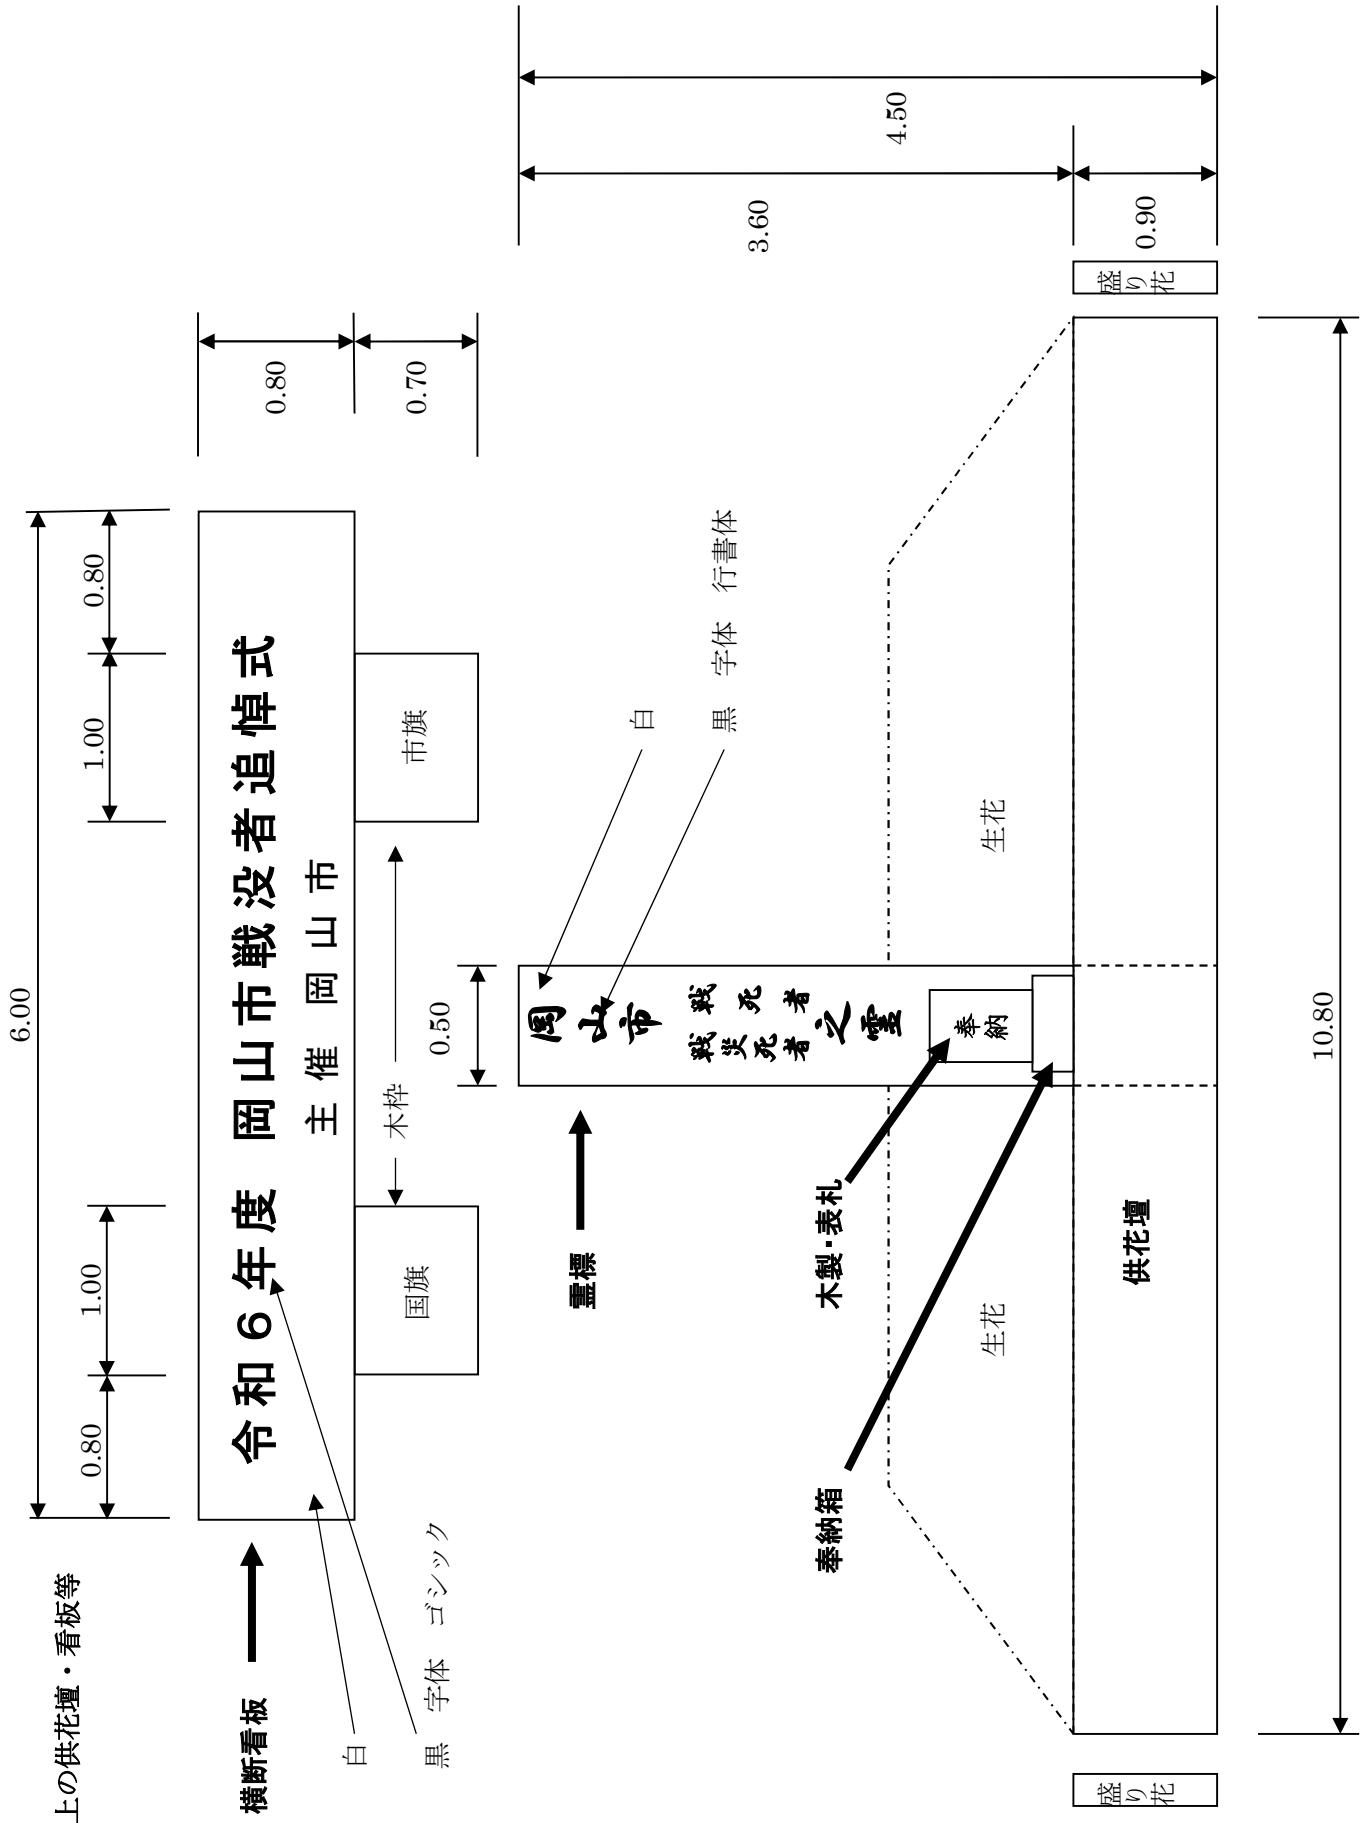 上の供花壇・看板等
6.00
0.80
1.00
1.00
0.80
横断看板
令和６年度 岡山市戦没者追悼式
主催 岡山市
0.80
0.70
国旗
木枠
市旗
白
黒 字体 ゴシック
0.50
霊標
岡山市
戦死者
戦災死者
之霊
白
黒 字体 行書体
奉納
木製・表札
奉納箱
生花
生花
3.60
4.50
0.90
供花壇
盛り花
盛り花
10.80